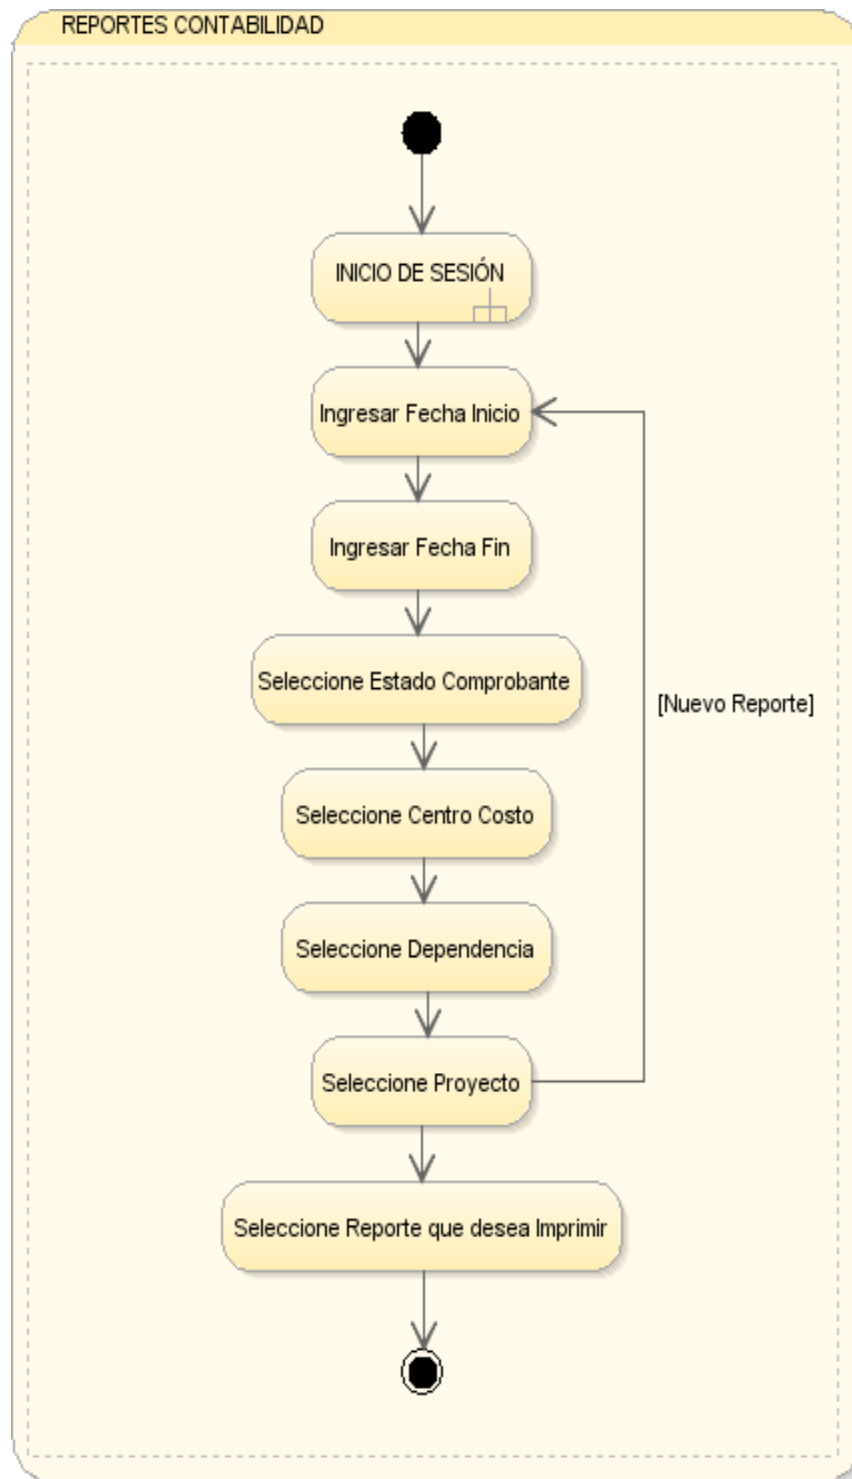 REPORTES CONTABILIDAD
INICIO DE SESIÓN
Ingresar Fecha Inicio
Ingresar Fecha Fin
Seleccione Estado Comprobante
[Nuevo Reporte]
Seleccione Centro Costo
Seleccione Dependencia
Seleccione Proyecto
Seleccione Reporte que desea Imprimir